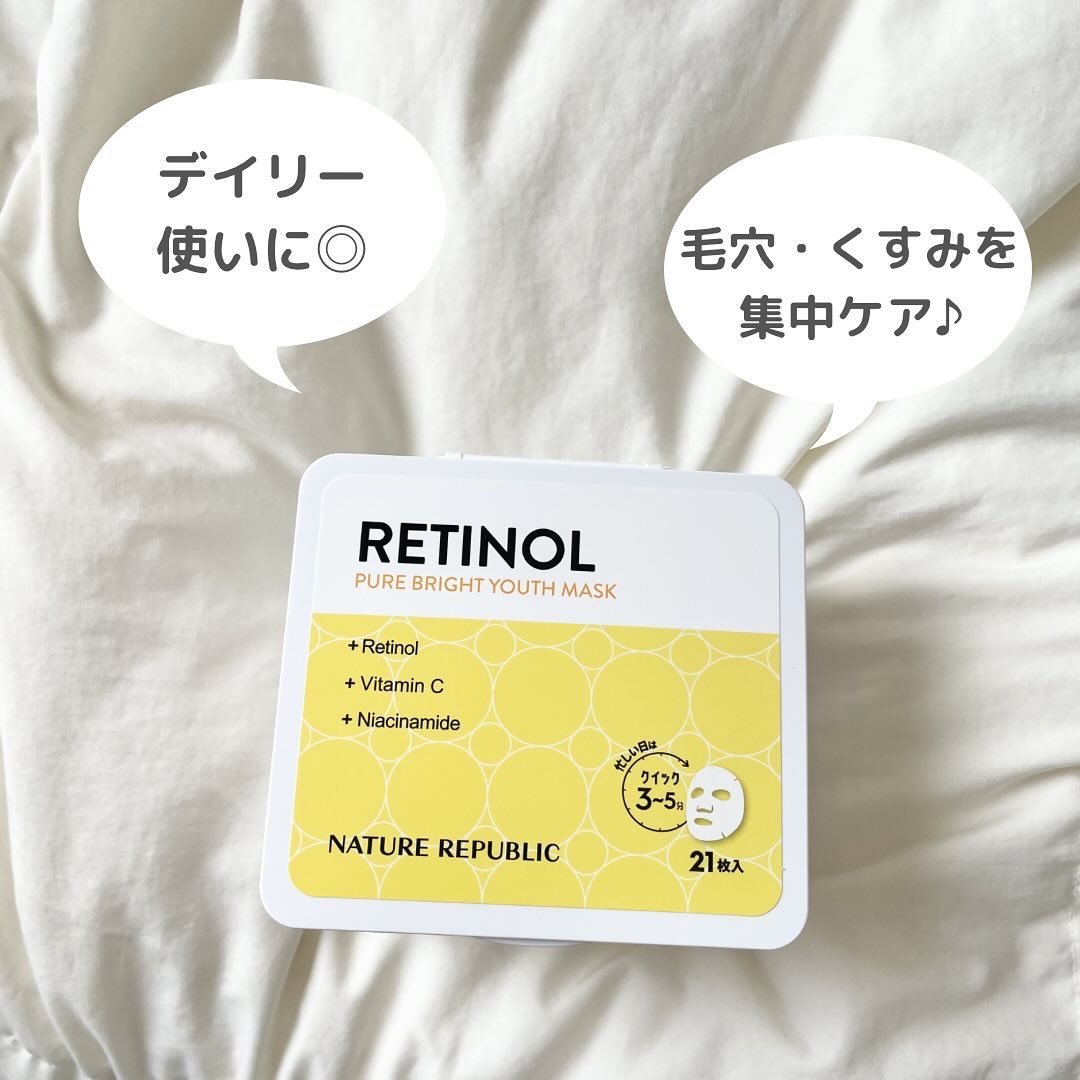 デイリー
使いに◎
毛穴・くすみを
集中ケア♪
RETINOL
PURE BRIGHT YOUTH MASK
+Retinol
+ Vitamin C
+ Niacinamide
忙しい日は
クイック
3~5分
NATURE REPUBLIC
21枚入